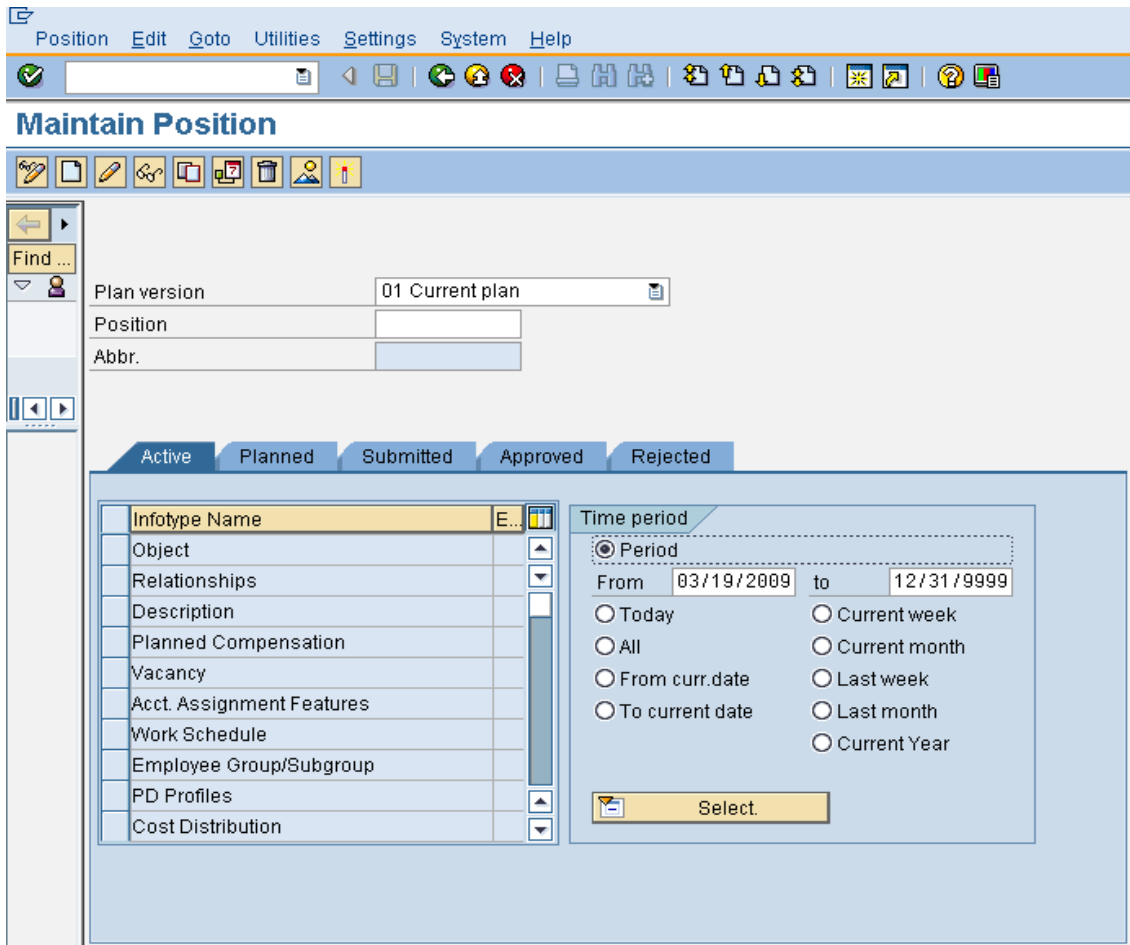 Position Edit Goto Utilities Settings System Help
Maintain Position
Find ...
Plan version 01 Current plan
Position
Abbr.
Active Planned Submitted Approved Rejected
Infotype Name E..
Object
Relationships
Description
Planned Compensation
Vacancy
Acct. Assignment Features
Work Schedule
Employee Group/Subgroup
PD Profiles
Cost Distribution
Time period
Period
From 03/19/2009 to 12/31/9999
Today Current week
All Current month
From curr.date Last week
To current date Last month
Current Year
Select.